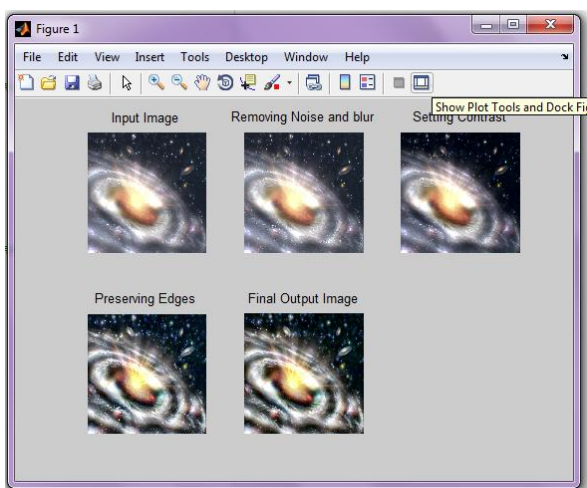 Figure 1
File Edit View Insert Tools Desktop Window Help
Show Plot Tools and Dock Fi
Input Image Removing Noise and blur Setting Contrast
Preserving Edges Final Output Image